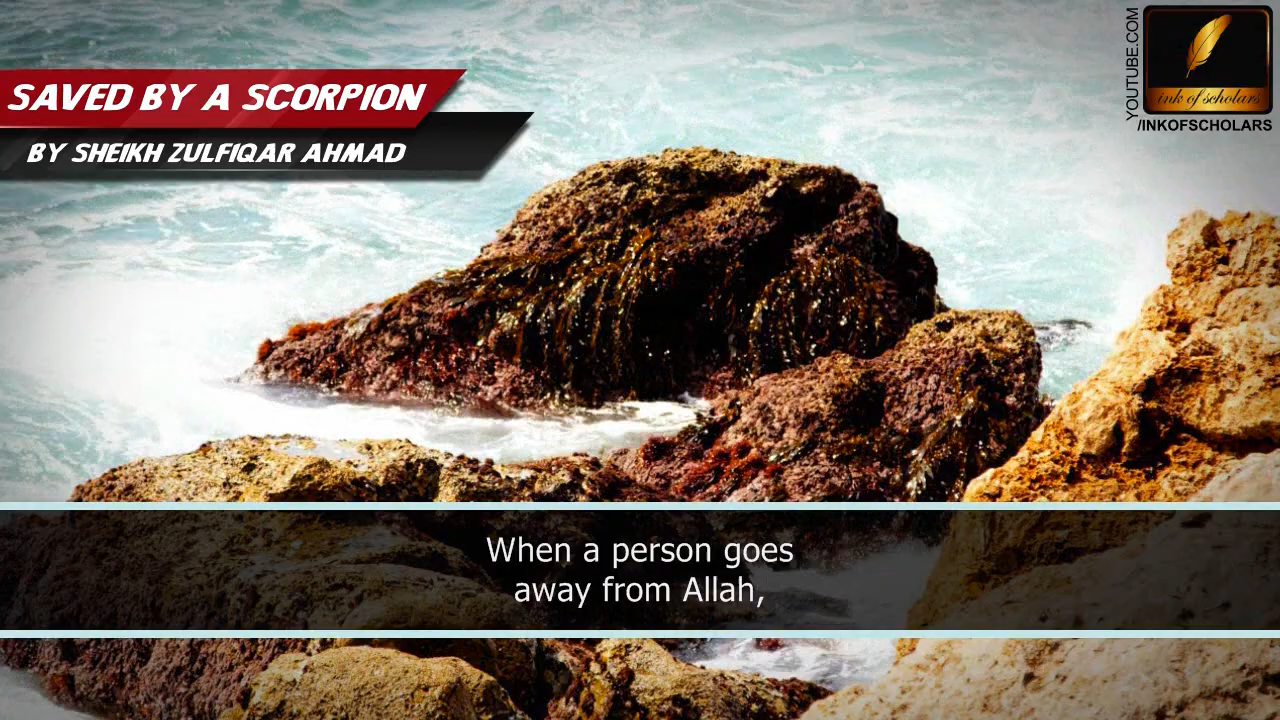 SAVED BY A SCORPION
BY SHEIKH ZULFIQAR AHMAD
YOUTUBE.COM
ink of scholars
/INKOFSCHOLARS
When a person goes
away from Allah,